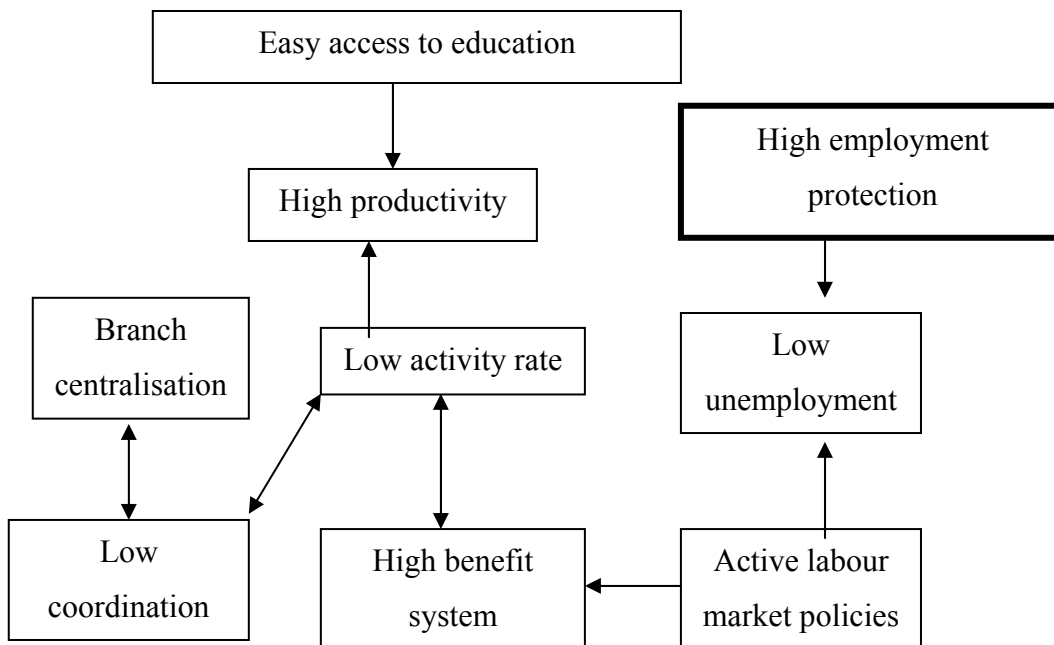 Easy access to education
High employment
protection
High productivity
Branch
centralisation
Low activity rate
Low
unemployment
Low
coordination
High benefit
system
Active labour
market policies